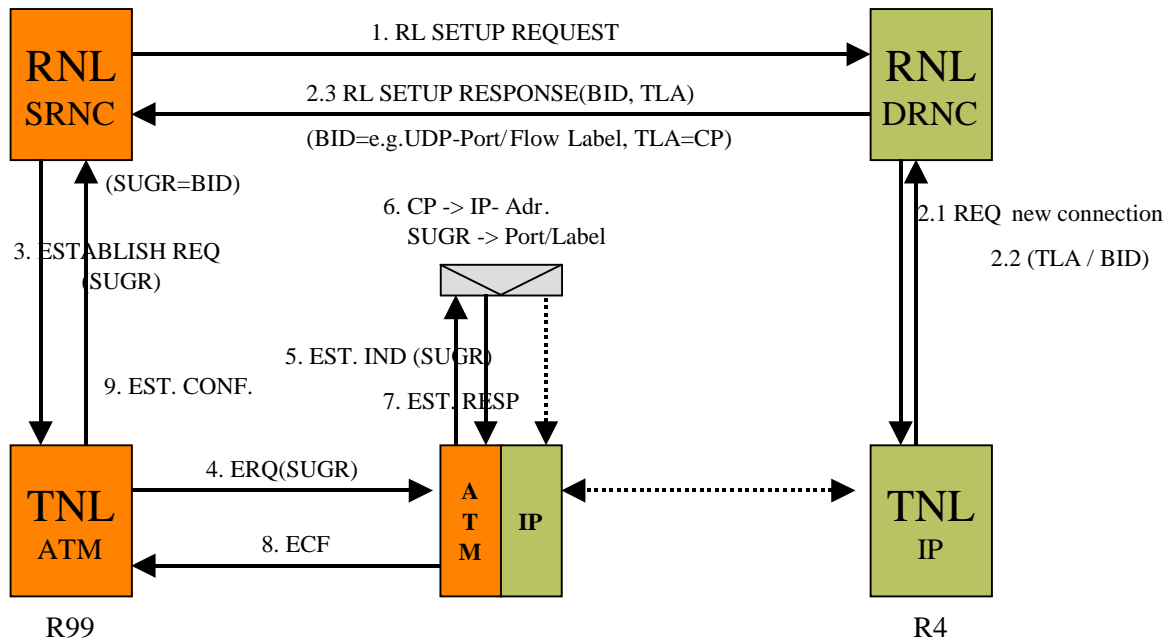 1. RL SETUP REQUEST
RNL
SRNC
RNL
DRNC
2.3 RL SETUP RESPONSE(BID, TLA)
(BID=e.g.UDP-Port/Flow Label, TLA=CP)
(SUGR=BID)
6. CP -> IP- Adr.
SUGR -> Port/Label
2.1 REQ new connection
2.2 (TLA / BID)
3. ESTABLISH REQ
(SUGR)
5. EST. IND (SUGR)
9. EST. CONF.
7. EST. RESP
4. ERQ(SUGR)
TNL
ATM
A
T
M
IP
TNL
IP
8. ECF
R99
R4